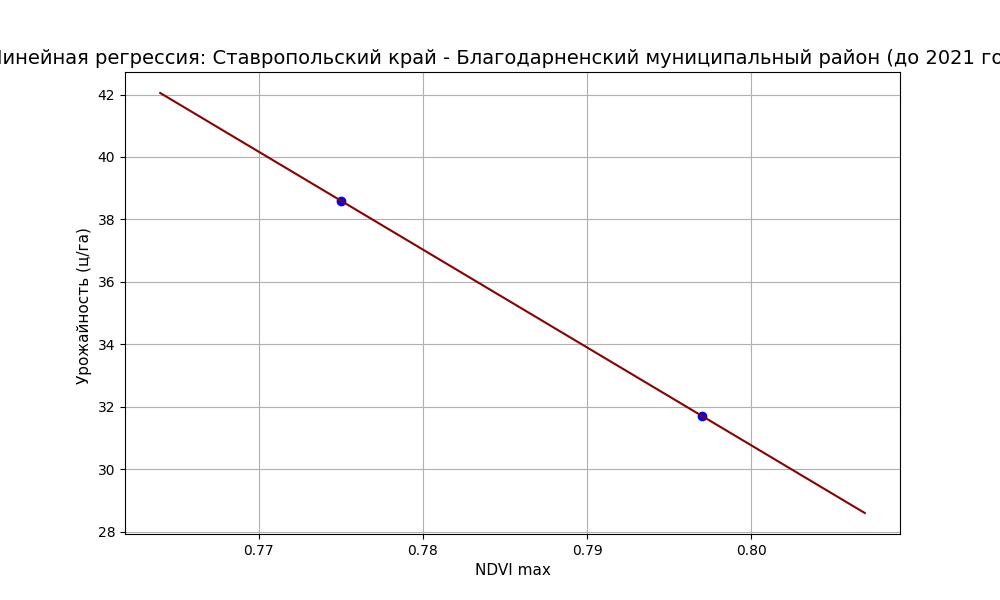 Линейная регрессия: Ставропольский край - Благодарненский муниципальный район (до 2021 го
42
40
38
36
34
32
30
28
Урожайность (ц/га)
0.77 0.78 0.79 0.80
NDVI max